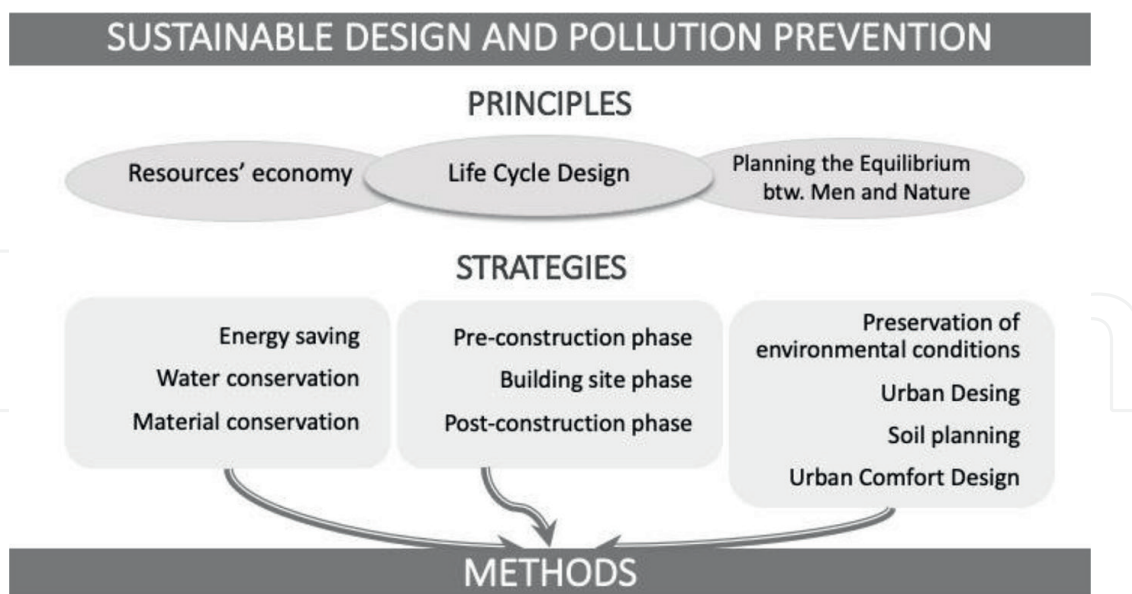 SUSTAINABLE DESIGN AND POLLUTION PREVENTION
PRINCIPLES
Resources' economy
Life Cycle Design
Planning the Equilibrium
btw. Men and Nature
STRATEGIES
Energy saving
Water conservation
Material conservation
Pre-construction phase
Building site phase
Post-construction phase
Preservation of
environmental conditions
Urban Desing
Soil planning
Urban Comfort Design
METHODS